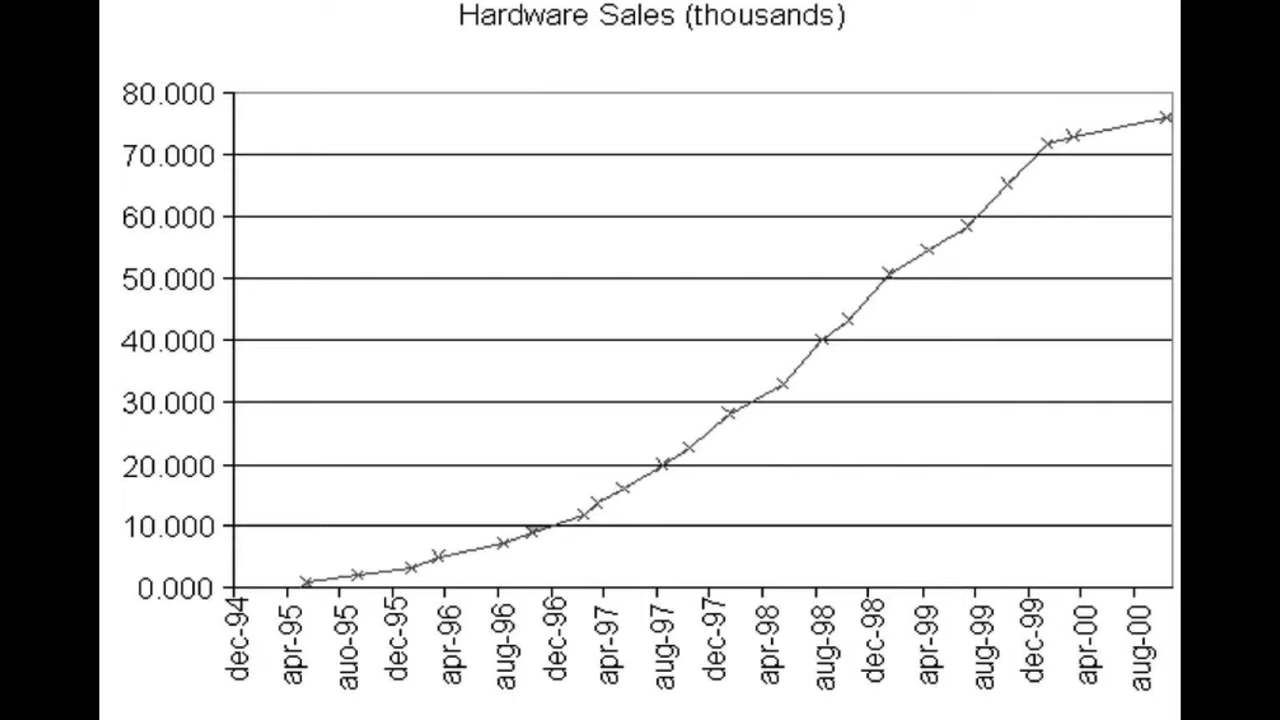 Hardware Sales (thousands)
80.000
70.000
60.000
50.000
40.000
30.000
20.000
10.000
0.000
dec-94
apr-95
auo-95
dec-95
apr-96
aug-96
dec-96
apr-97
aug-97
dec-97
apr-98
aug-98
dec-98
apr-99
aug-99
dec-99
apr-00
aug-00